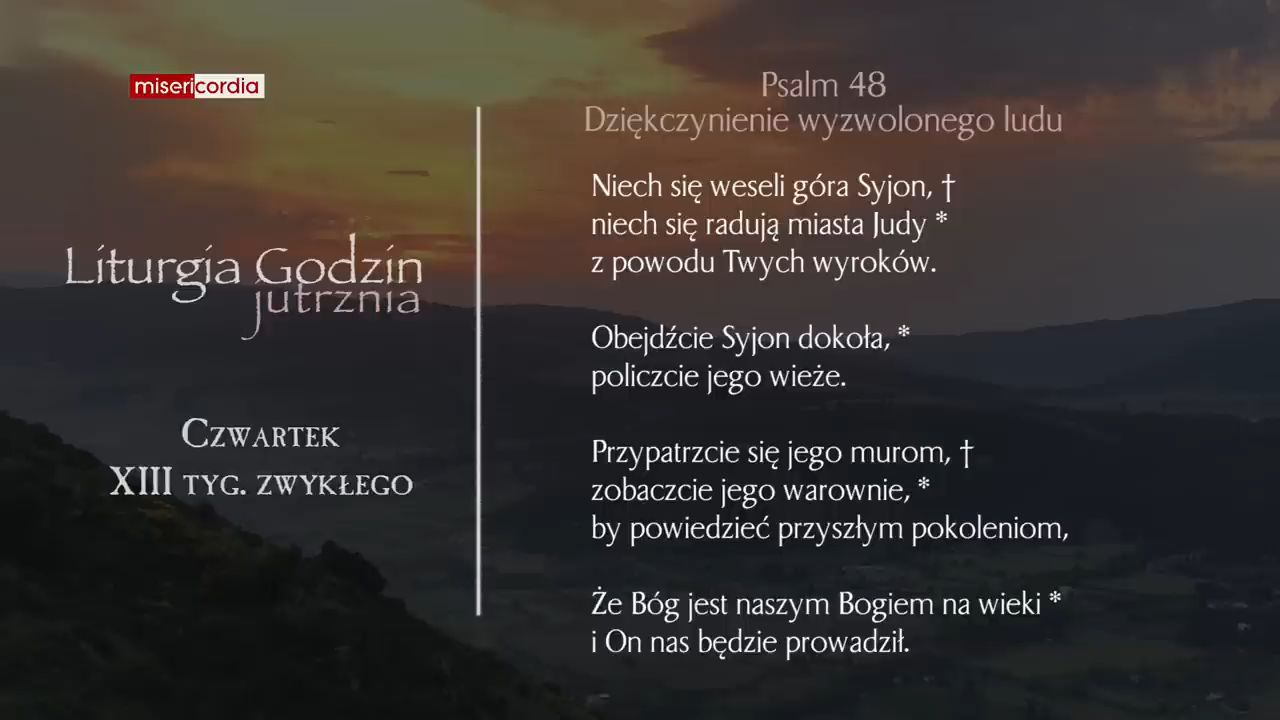 misericordia
Liturgia Godzin
jutrznia
Czwartek
XIII tyg. zwykłego
Psalm 48
Dziękczynienie wyzwolonego ludu
Niech się weseli góra Syjon, †
niech się radują miasta Judy *
z powodu Twych wyroków.
Obejdźcie Syjon dokoła, *
policzcie jego wieże.
Przypatrzcie się jego murom, †
zobaczcie jego warownie, *
by powiedzieć przyszłym pokoleniom,
Że Bóg jest naszym Bogiem na wieki *
i On nas będzie prowadził.